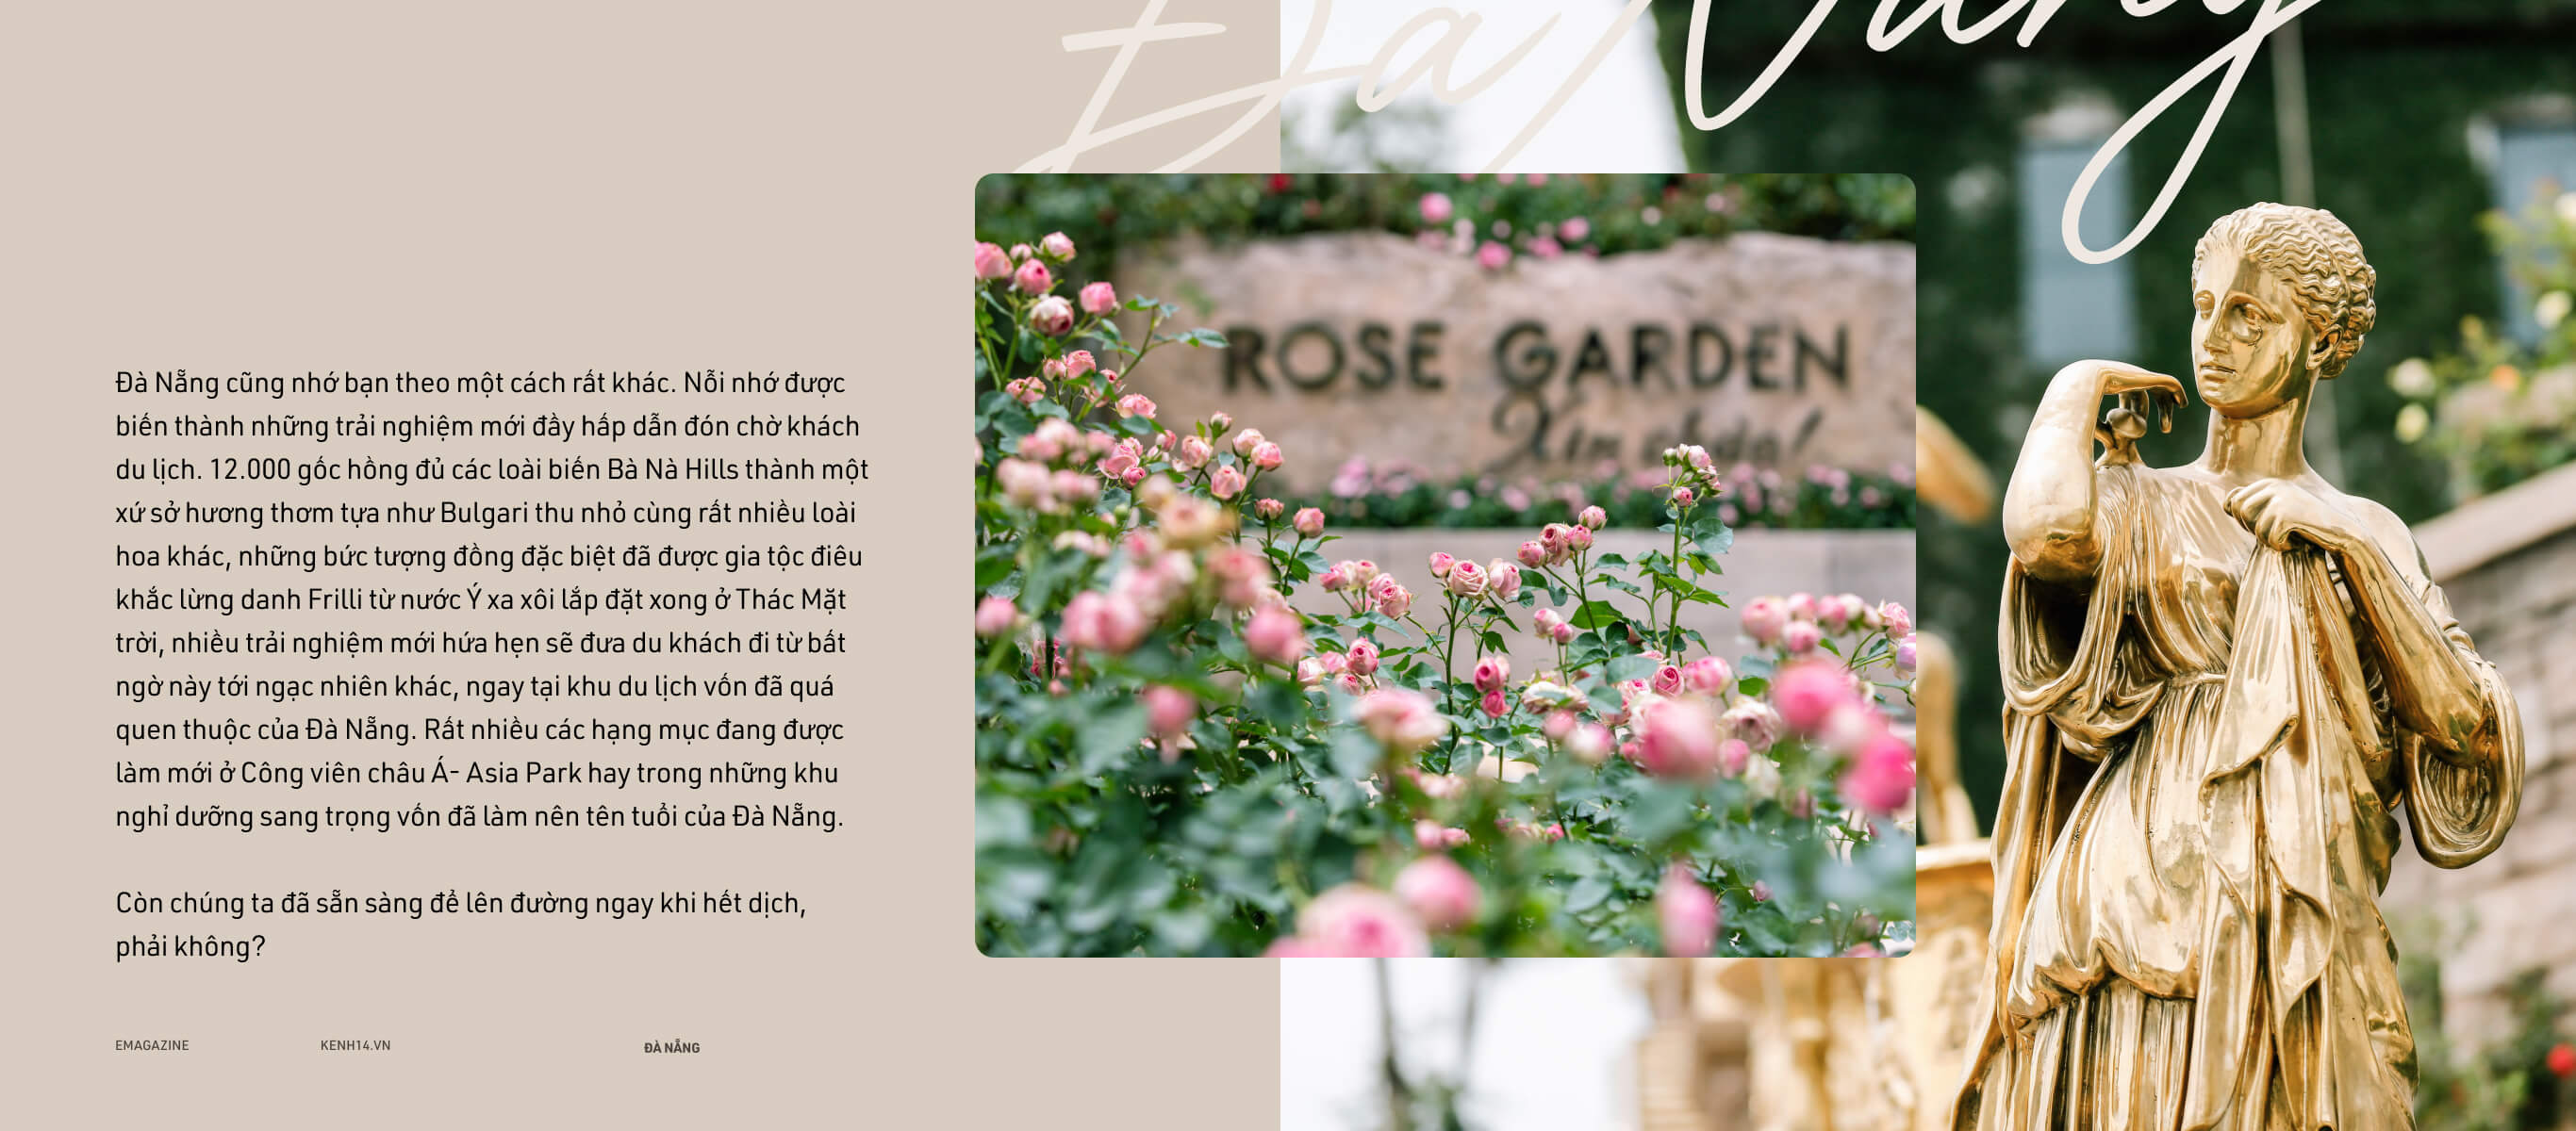 Đà Nẵng
Đà Nẵng cũng nhớ bạn theo một cách rất khác. Nỗi nhớ được
biến thành những trải nghiệm mới đầy hấp dẫn đón chờ khách
du lịch. 12.000 gốc hồng đủ các loài biến Bà Nà Hills thành một
xứ sở hương thơm tựa như Bulgari thu nhỏ cùng rất nhiều loài
hoa khác, những bức tượng đồng đặc biệt đã được gia tộc điêu
khắc lừng danh Frilli từ nước Ý xa xôi lắp đặt xong ở Thác Mặt
trời, nhiều trải nghiệm mới hứa hẹn sẽ đưa du khách đi từ bất
ngờ này tới ngạc nhiên khác, ngay tại khu du lịch vốn đã quá
quen thuộc của Đà Nẵng. Rất nhiều các hạng mục đang được
làm mới ở Công viên châu Á- Asia Park hay trong những khu
nghỉ dưỡng sang trọng vốn đã làm nên tên tuổi của Đà Nẵng.
Còn chúng ta đã sẵn sàng để lên đường ngay khi hết dịch,
phải không?
ROSE GARDEN
Xin chào!
EMAGAZINE
KENH14.VN
ĐÀ NẴNG